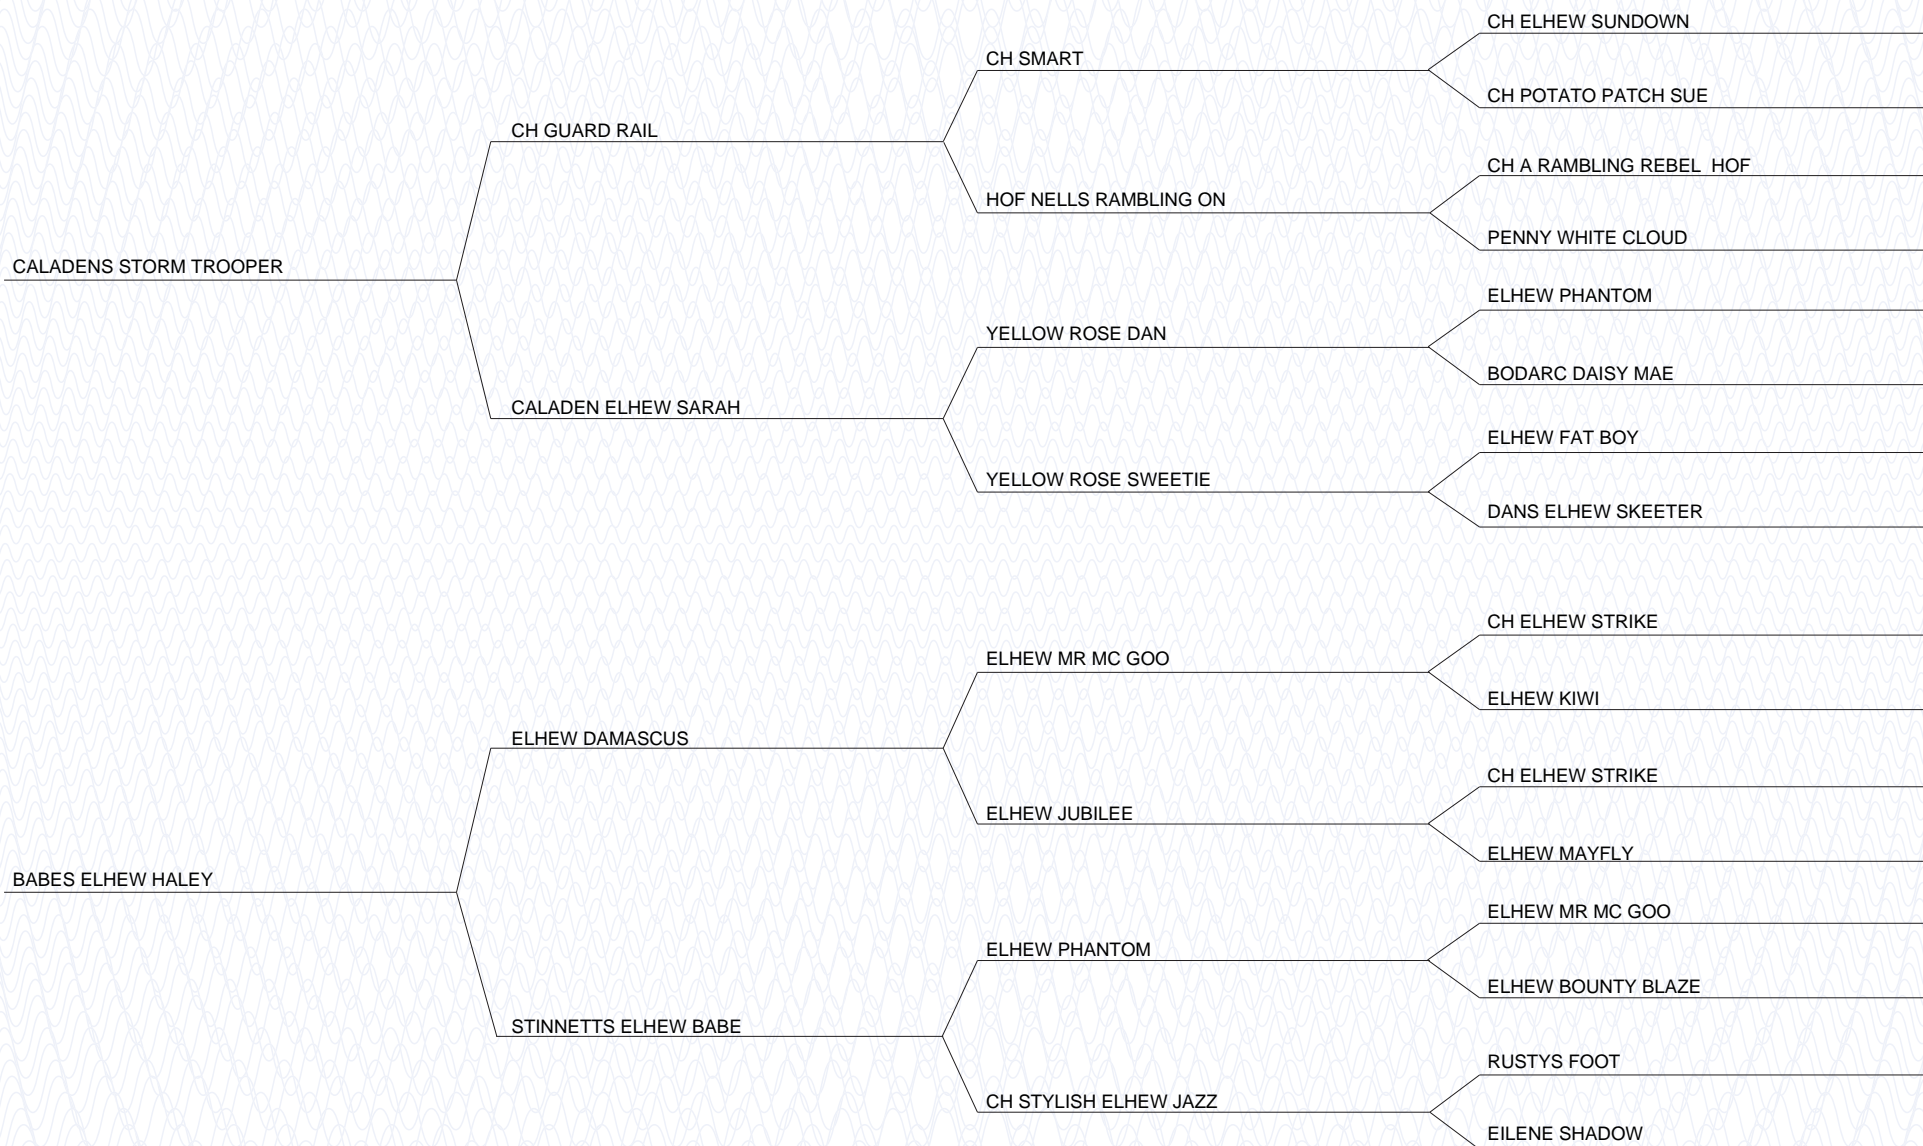 CALADENS STORM TROOPER
CH GUARD RAIL
CH SMART
CH ELHEW SUNDOWN
CH POTATO PATCH SUE
HOF NELLS RAMBLING ON
CH A RAMBLING REBEL  HOF
PENNY WHITE CLOUD
CALADEN ELHEW SARAH
YELLOW ROSE DAN
ELHEW PHANTOM
BODARC DAISY MAE
YELLOW ROSE SWEETIE
ELHEW FAT BOY
DANS ELHEW SKEETER
BABES ELHEW HALEY
ELHEW DAMASCUS
ELHEW MR MC GOO
CH ELHEW STRIKE
ELHEW KIWI
ELHEW JUBILEE
CH ELHEW STRIKE
ELHEW MAYFLY
STINNETTS ELHEW BABE
ELHEW PHANTOM
ELHEW MR MC GOO
ELHEW BOUNTY BLAZE
CH STYLISH ELHEW JAZZ
RUSTYS FOOT
EILENE SHADOW